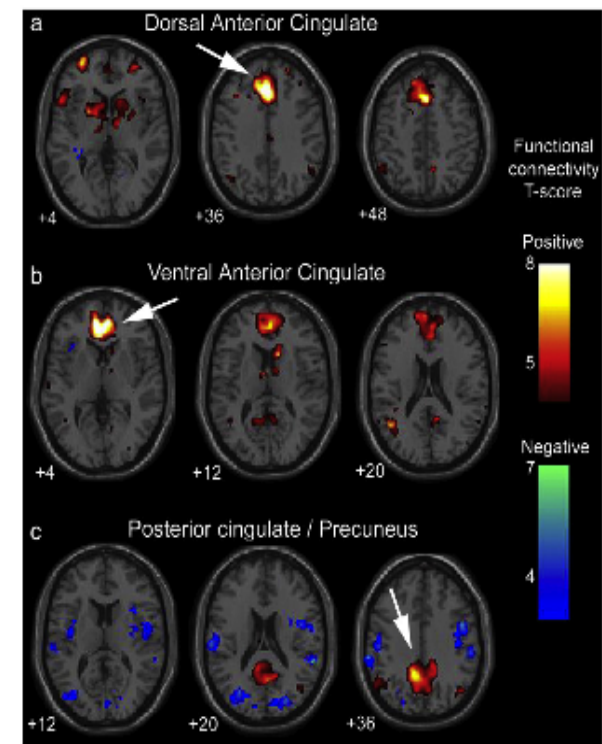 a
Dorsal Anterior Cingulate
+4
+36
+48
Functional
connectivity
T-score
Positive
8
5
b
Ventral Anterior Cingulate
+4
+12
+20
Negative
7
4
c
Posterior cingulate / Precuneus
+12
+20
+36